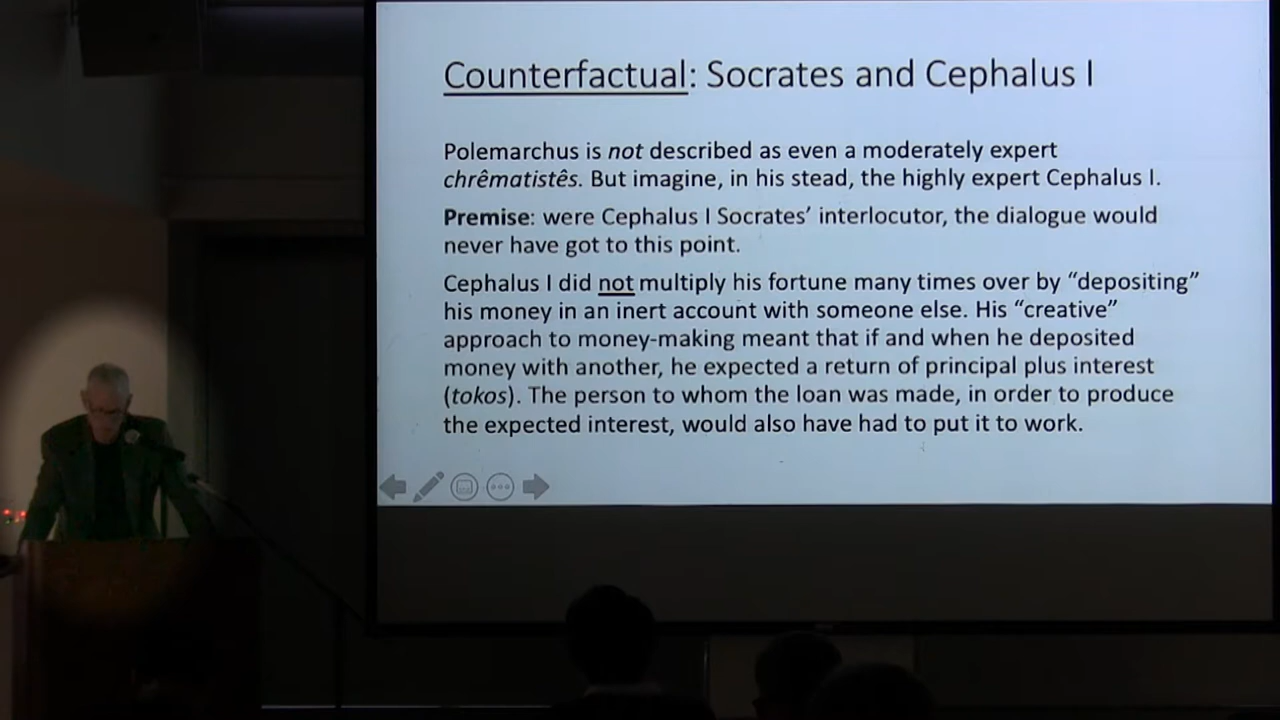 Counterfactual: Socrates and Cephalus I
Polemarchus is not described as even a moderately expert
chrêmatistês. But imagine, in his stead, the highly expert Cephalus I.
Premise: were Cephalus I Socrates’ interlocutor, the dialogue would
never have got to this point.
Cephalus I did not multiply his fortune many times over by “depositing”
his money in an inert account with someone else. His “creative”
approach to money-making meant that if and when he deposited
money with another, he expected a return of principal plus interest
(tokos). The person to whom the loan was made, in order to produce
the expected interest, would also have had to put it to work.